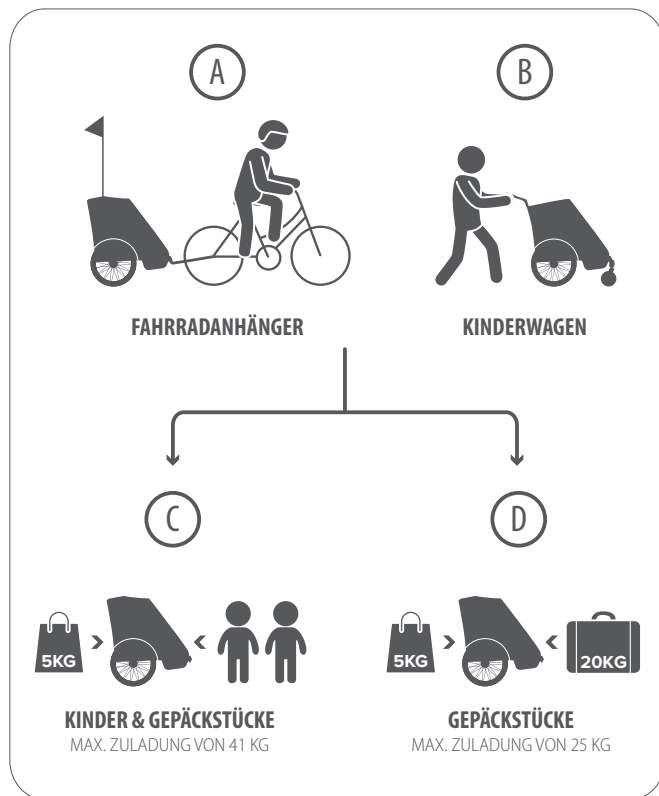 A
B
FAHRRADANHÄNGER
KINDERWAGEN
C
D
5KG
5KG
20KG
KINDER & GEPÄCKSTÜCKE
MAX. ZULADUNG VON 41 KG
GEPÄCKSTÜCKE
MAX. ZULADUNG VON 25 KG